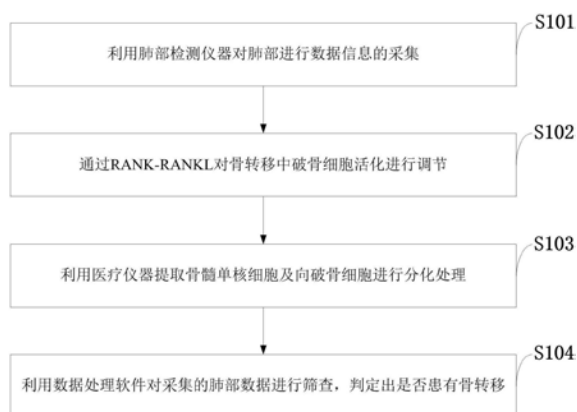 S101
利用肺部检测仪器对肺部进行数据信息的采集
S102
通过RANK-RANKL对骨转移中破骨细胞活化进行调节
S103
利用医疗仪器提取骨髓单核细胞及向破骨细胞进行分化处理
S104
利用数据处理软件对采集的肺部数据进行筛查，判定出是否患有骨转移